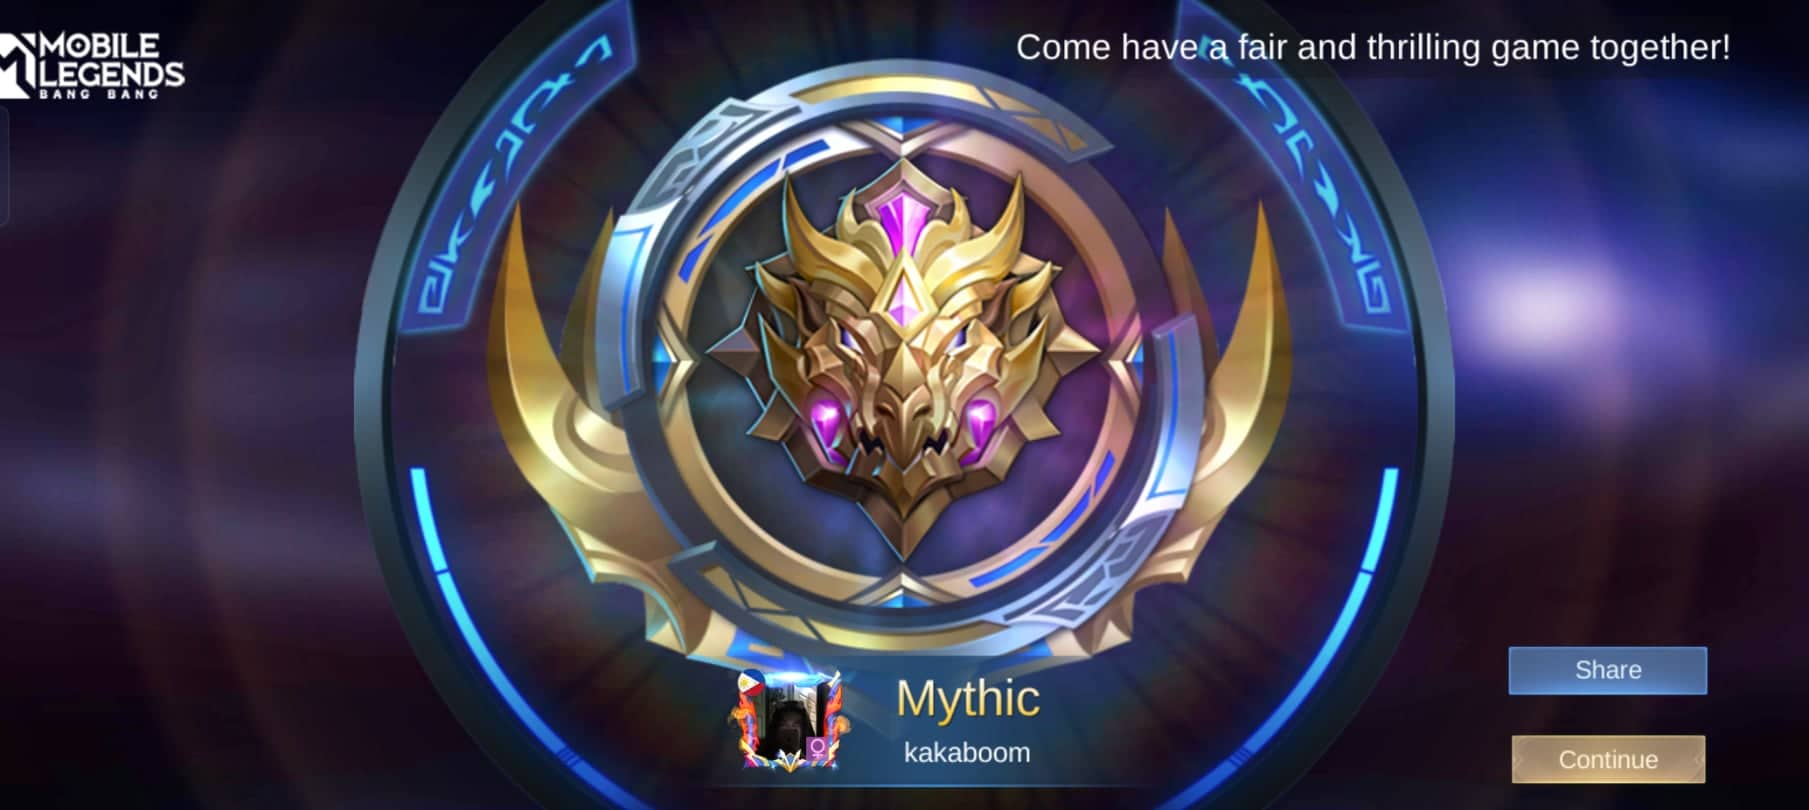 MOBILE
LEGENDS
BANG BANG
Come have a fair and thrilling game together!
Mythic
kakaboom
Share
Continue